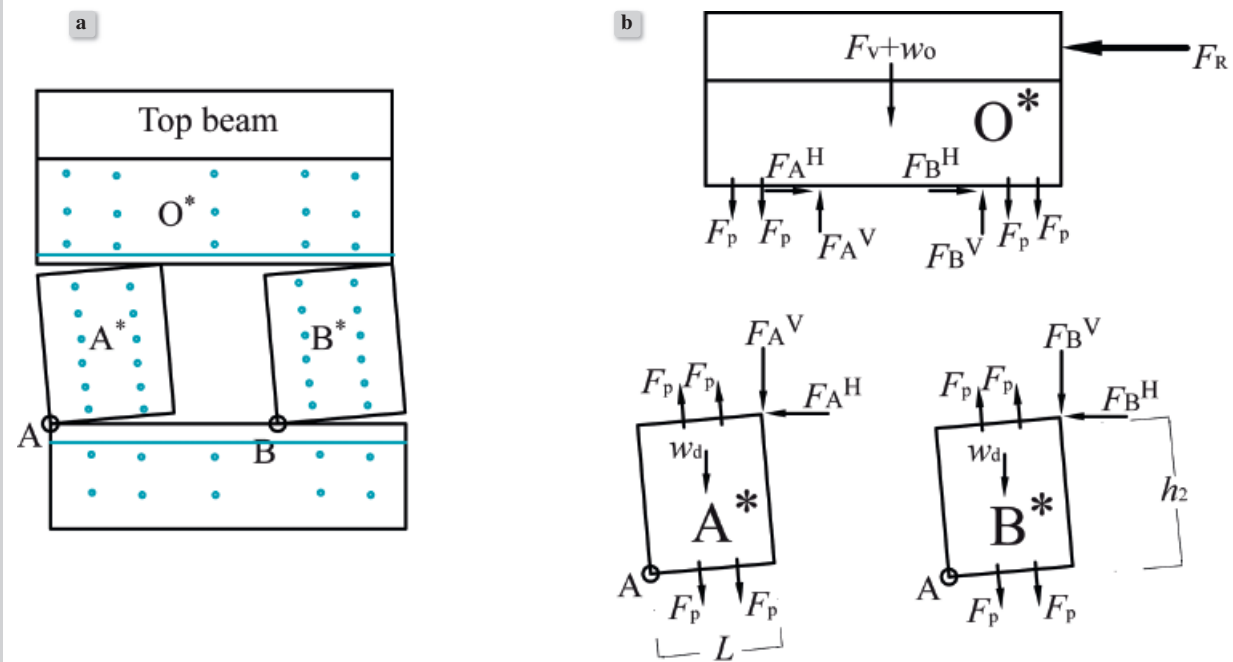 a
Top beam
O*
A*
B*
A
B
b
Fv+wo
FR
O*
FA^H
FB^H
Fp
Fp
FA^V
FB^V
Fp
Fp
FA^V
Fp
Fp
FA^H
wd
A*
A
Fp
Fp
L
FB^V
Fp
Fp
FB^H
wd
B*
h2
A
Fp
Fp